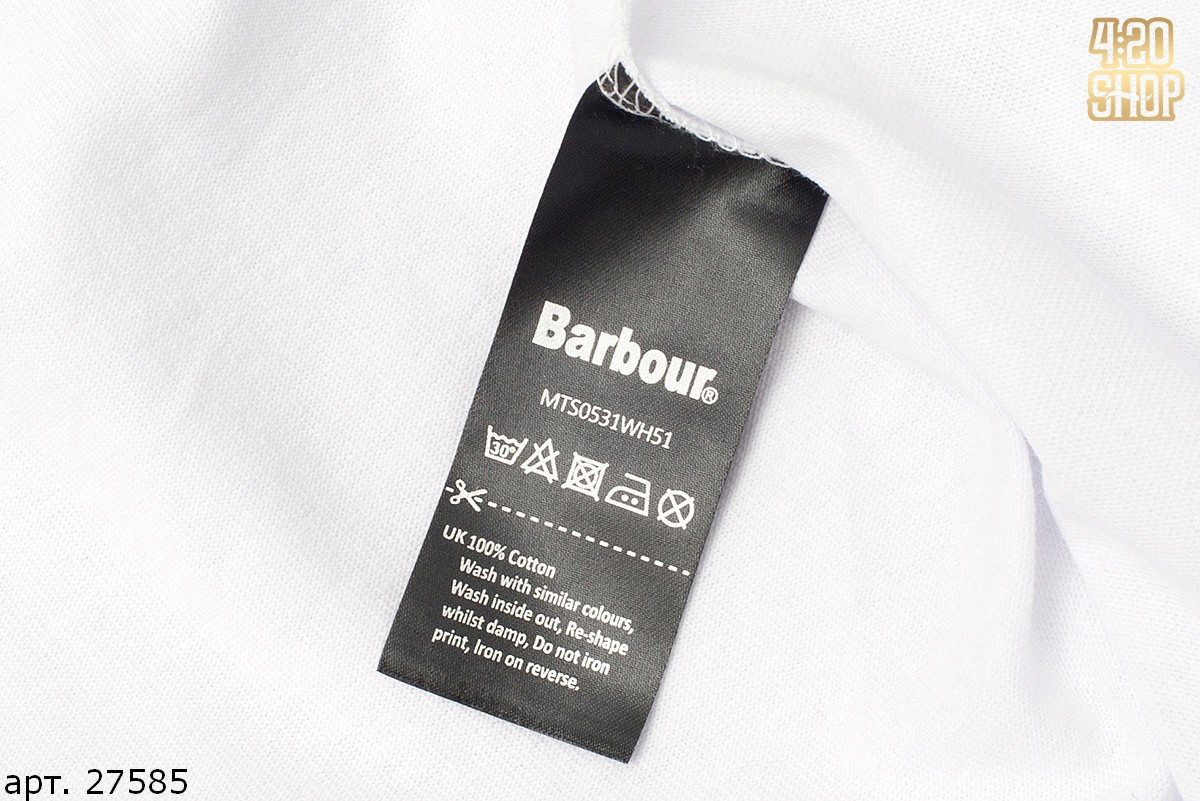 4:20
SHOP
Barbour®
MTS0531WH51
30°
UK 100% Cotton
Wash with similar colours,
Wash inside out, Re-shape
whilst damp, Do not iron
print, Iron on reverse.
арт. 27585